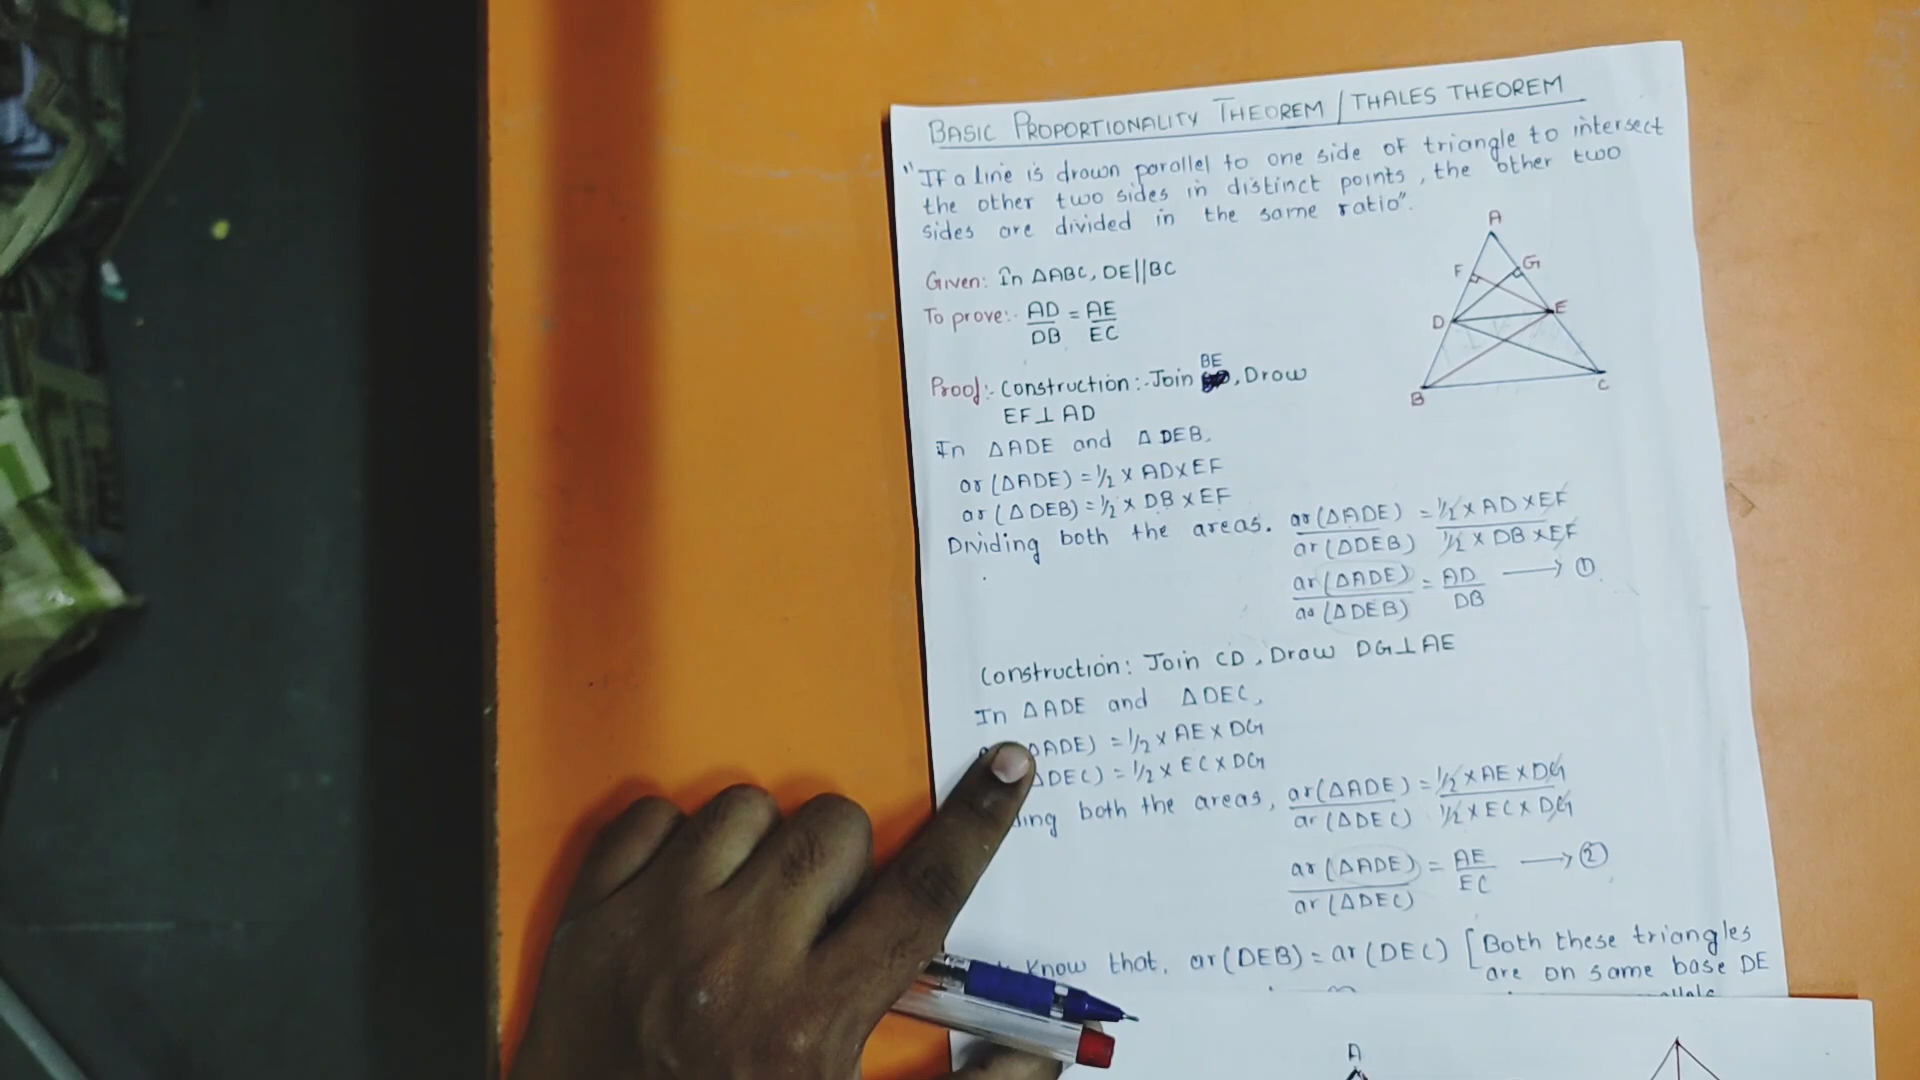 BASIC PROPORTIONALITY THEOREM / THALES THEOREM
"If a line is drawn parallel to one side of triangle to intersect
the other two sides in distinct points, the other two
sides are divided in the same ratio".
Given: In ΔABC, DE||BC
To prove:- AD/DB = AE/EC
A
F
G
D
E
B
C
BE
Proof:- Construction:- Join , Draw
EF⊥AD
In ΔADE and ΔDEB,
ar(ΔADE) = 1/2 × AD×EF
ar(ΔDEB) = 1/2 × DB×EF
Dividing both the areas. ar(ΔADE)/ar(ΔDEB) = 1/2×AD×EF / 1/2×DB×EF
ar(ΔADE)/ar(ΔDEB) = AD/DB → ①
Construction: Join CD, Draw DG⊥AE
In ΔADE and ΔDEC,
ΔADE) = 1/2 × AE×DG
ΔDEC) = 1/2 × EC×DG
both the areas, ar(ΔADE)/ar(ΔDEC) = 1/2×AE×DG / 1/2×EC×DG
ar(ΔADE)/ar(ΔDEC) = AE/EC → ②
Know that, ar(DEB) = ar(DEC) [Both these triangles
are on same base DE
A